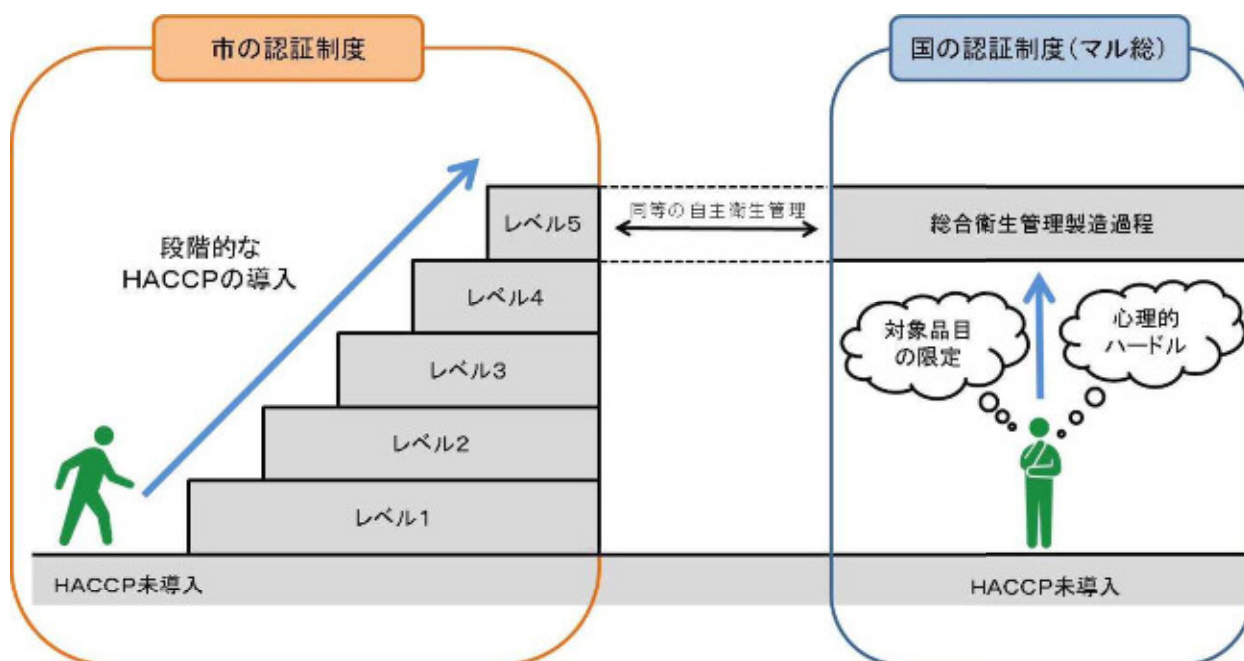 市の認証制度
国の認証制度(マル総)
段階的な
HACCPの導入
レベル5
レベル4
レベル3
レベル2
レベル1
HACCP未導入
同等の自主衛生管理
総合衛生管理製造過程
対象品目
の限定
心理的
ハードル
HACCP未導入